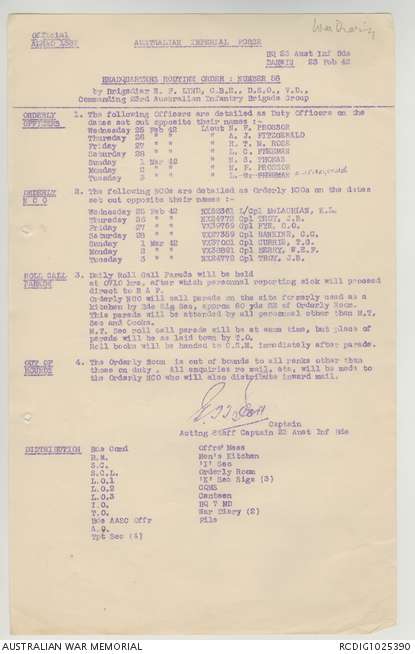 Official
War Diary
AUSTRALIAN IMPERIAL FORCE
HQ 23 Aust Inf Bde
DARWIN 23 Feb 42
HEADQUARTERS ROUTINE ORDER: NUMBER 36
by Brigadier E. F. LIND, C.B.E., D.S.O., V.D.,
Commanding 23rd Australian Infantry Brigade Group
ORDERLY OFFICERS
1. The following Officers are detailed as Duty Officers on the
dates set out opposite their names :-
Wednesday 25 Feb 42 Lieut N. F. PROSSOR
Thursday 26 " " " A. J. FITZGERALD
Friday 27 " " " R. T. N. ROSE
Saturday 28 " " " L. C. FREEMAN
Sunday 1 Mar 42 " N. S. THOMAS
Monday 2 " " " N. F. PROSSOR
Tuesday 3 " " "
ORDERLY NCO
2. The following NCOs are detailed as Orderly NCOs on the dates
set out opposite their names :-
Wednesday 25 Feb 42 L/Cpl McLACHLAN, K.L.
Thursday 26 " " NX24772 Cpl TROY, J.B.
Friday 27 " " Cpl PYE, C.C.
Saturday 28 " " VX27359 Cpl HAWKINS, C.G.
Sunday 1 Mar 42 VX27001 Cpl CURRIE, T.G.
Monday 2 " " Cpl BERRY, W.E.F.
Tuesday 3 " " NX24772 Cpl TROY, J.B.
ROLL CALL PARADE
3. Daily Roll Call Parade will be held
at 0710 hrs, after which personnel reporting sick will proceed
direct to R A P.
Orderly NCO will call parade on the site formerly used as a
kitchen by Bde Sig Sec, approx 60 yds SE of Orderly Room.
This parade will be attended by all personnel other than M.T.
Sec and Cooks.
M.T. Sec roll call parade will be at same time, but place of
parade will be as laid down by T.O.
Roll books will be handed to C.S.M. immediately after parade.
OUT OF BOUNDS
4. The Orderly Room is out of bounds to all ranks other than
those on duty. All enquiries re mail, etc, will be made to
the Orderly NCO who will also distribute inward mail.
Captain
Acting Staff Captain 23 Aust Inf Bde
DISTRIBUTION
Bde Comd Offrs' Mess
B.M. Men's Kitchen
S.C. 'I' Sec
S.C.L. Orderly Room
L.O.1 'K' Sec Sigs (3)
L.O.2 CQMS
L.O.3 Canteen
I.O. HQ 7 MD
T.O. War Diary (2)
Bde AASC Offr File
A.O.
Tpt Sec (4)
AUSTRALIAN WAR MEMORIAL
RCDIG1025390